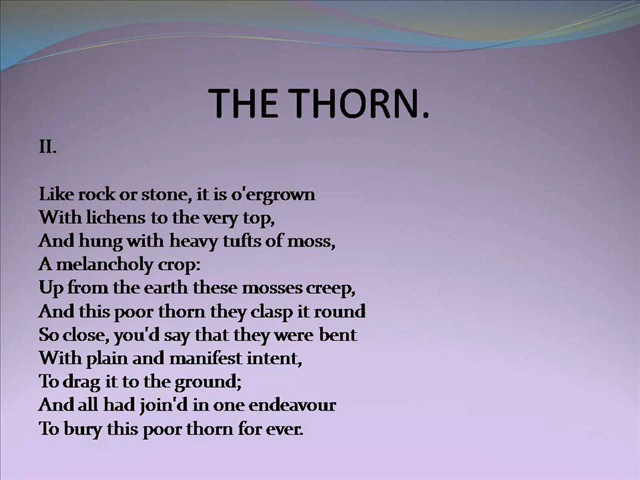 THE THORN.
II.
Like rock or stone, it is o'ergrown
With lichens to the very top,
And hung with heavy tufts of moss,
A melancholy crop:
Up from the earth these mosses creep,
And this poor thorn they clasp it round
So close, you'd say that they were bent
With plain and manifest intent,
To drag it to the ground;
And all had join'd in one endeavour
To bury this poor thorn for ever.